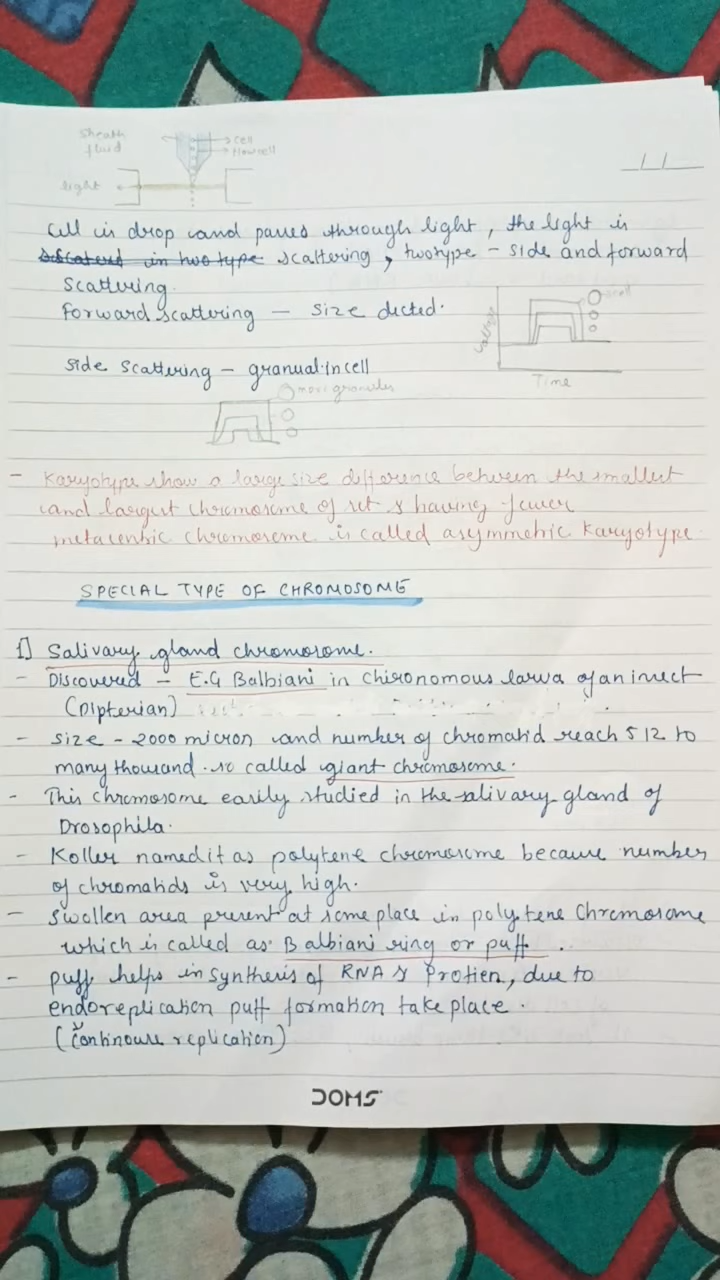 Sheath
fluid
cell
flowcell
light
/ /
Cell in drop and passes through light, the light is
scattering, twotype - side and forward
scattering.
forward scattering — size dected.
cell
Voltage
Time
Side scattering — granual.in cell
more granules
- Karyotype show a large size difference between the smallest
and largest chromosome of set & having fewer
metacentric chromosome is called asymmetric Karyotype
SPECIAL TYPE OF CHROMOSOME
1] Salivary gland chromosome.
- Discovered - E.G Balbiani in Chironomous larva of an insect
(Dipterian)
- size - 2000 micron and number of chromatid reach 512 to
many thousand. so called giant chromosome.
- This chromosome easily studied in the salivary gland of
Drosophila.
- Koller named it as polytene chromosome because number
of chromatids is very high.
- Swollen area present at some place in polytene Chromosome
which is called as Balbiani ring or puff.
- puff helps in synthesis of RNA & Protien, due to
endoreplication puff formation take place.
(Continouse replication)
DOMS